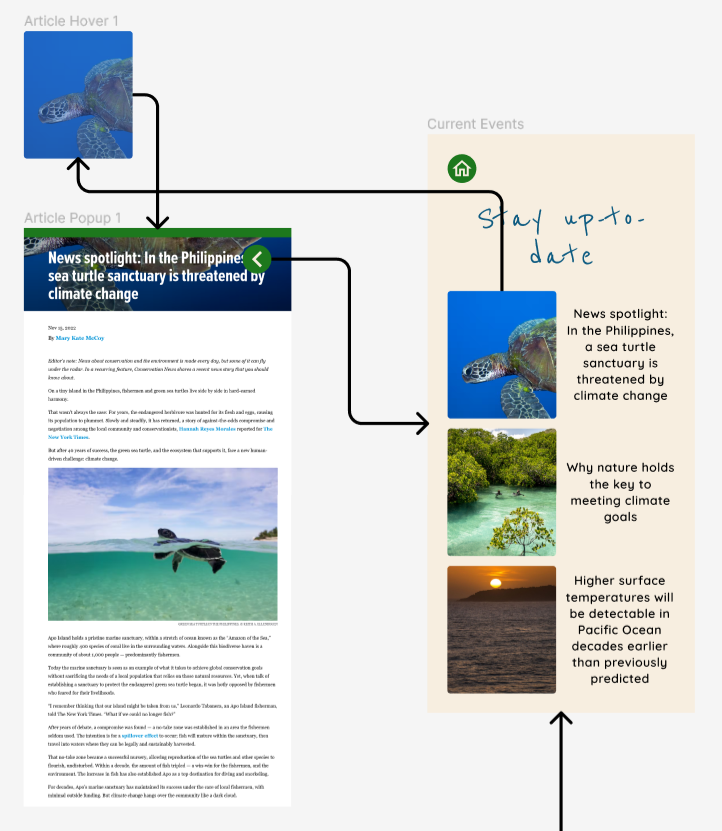 Article Hover 1
Current Events
Stay up-to-
date
Article Popup 1
News spotlight: In the Philippines
sea turtle sanctuary is threatened by
climate change
Nov 15, 2022
By Mary Kate McCoy
Editor's note: News about conservation and the environment is made every day, but some of it can fly
under the radar. In a recurring feature, Conservation News shares a recent news story that you should
know about.
On a tiny island in the Philippines, fishermen and green sea turtles live side by side in hard-earned
harmony.
That wasn't always the case. For years, the endangered herbivore was hunted for its flesh and eggs, causing
its population to plummet. Slowly and steadily, it has returned, a story of against-the-odds compromise and
negotiation among the local community and conservationists, Hannah Reyes Morales reported for The
New York Times.
But after 40 years of success, the green sea turtle, and the ecosystem that supports it, face a new human-
driven challenge: climate change.
Apo Island holds a pristine marine sanctuary, within a stretch of ocean known as the "Amazon of the Sea,"
where roughly 400 species of coral live in the surrounding waters. Alongside this biodiverse haven is a
community of about 1,000 people — predominantly fishermen.
Today the marine sanctuary is seen as an example of what it takes to achieve global conservation goals
without sacrificing the needs of a local population that relies on those natural resources. Yet, when talk of
establishing a sanctuary to protect the endangered green sea turtle began, it was hotly opposed by fishermen
who feared for their livelihoods.
"I remember thinking that our island might be taken from us," Leonardo Tabanera, an Apo Island fisherman,
told The New York Times. "What if we could no longer fish?"
After years of debate, a compromise was found — a no-take zone was established in an area the fishermen
seldom used. The intention is for a spillover effect to occur: fish will mature within the sanctuary, then
travel into waters where they can be legally and sustainably harvested.
That no-take zone became a successful nursery, allowing reproduction of the sea turtles and other species to
flourish, undisturbed. Within a decade, the amount of fish tripled — a win-win for the fishermen, and the
environment. The increase in fish has also established Apo as a top destination for diving and snorkeling.
For decades, Apo's marine sanctuary has maintained its success under the care of local fishermen, with
minimal outside funding. But climate change hangs over the community like a dark cloud.
News spotlight:
In the Philippines,
a sea turtle
sanctuary is
threatened by
climate change
Why nature holds
the key to
meeting climate
goals
Higher surface
temperatures will
be detectable in
Pacific Ocean
decades earlier
than previously
predicted